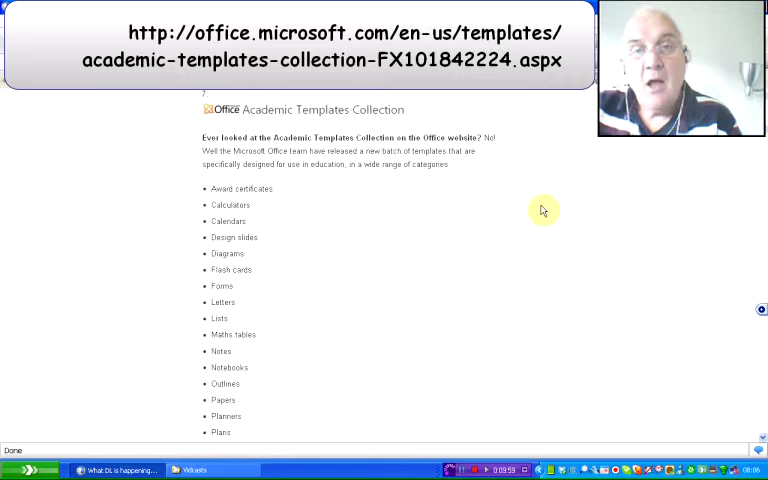 http://office.microsoft.com/en-us/templates/
academic-templates-collection-FX101842224.aspx
7.
Office Academic Templates Collection
Ever looked at the Academic Templates Collection on the Office website? No!
Well the Microsoft Office team have released a new batch of templates that are
specifically designed for use in education, in a wide range of categories
• Award certificates
• Calculators
• Calendars
• Design slides
• Diagrams
• Flash cards
• Forms
• Letters
• Lists
• Maths tables
• Notes
• Notebooks
• Outlines
• Papers
• Planners
• Plans
Done
What DL is happening...
Vidcasts
0:09:59
08:06